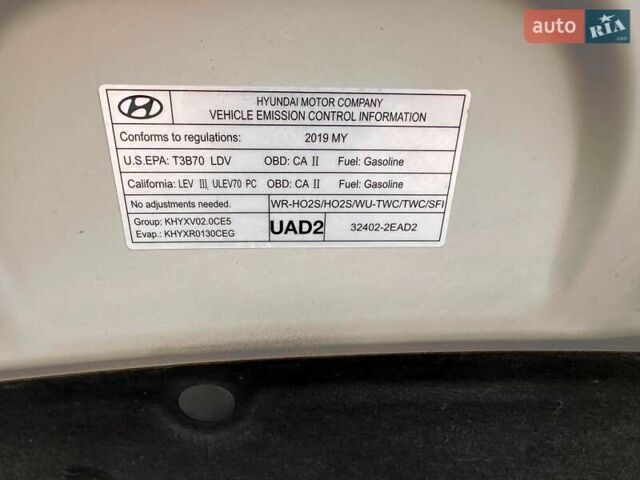 auto RIA.com
HYUNDAI MOTOR COMPANY
VEHICLE EMISSION CONTROL INFORMATION
Conforms to regulations: 2019 MY
U.S.EPA: T3B70 LDV OBD: CA II Fuel: Gasoline
California: LEV III, ULEV70 PC OBD: CA II Fuel: Gasoline
No adjustments needed. WR-HO2S/HO2S/WU-TWC/TWC/SFI
Group: KHYXV02.0CE5
Evap.: KHYXR0130CEG
UAD2
32402-2EAD2